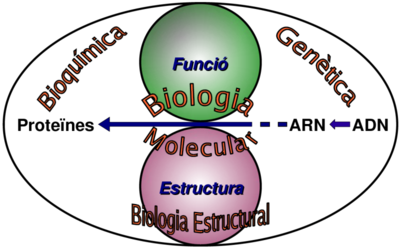 Bioquímica
Genètica
Funció
Biologia
Proteïnes
ARN
ADN
Molecular
Estructura
Biologia Estructural